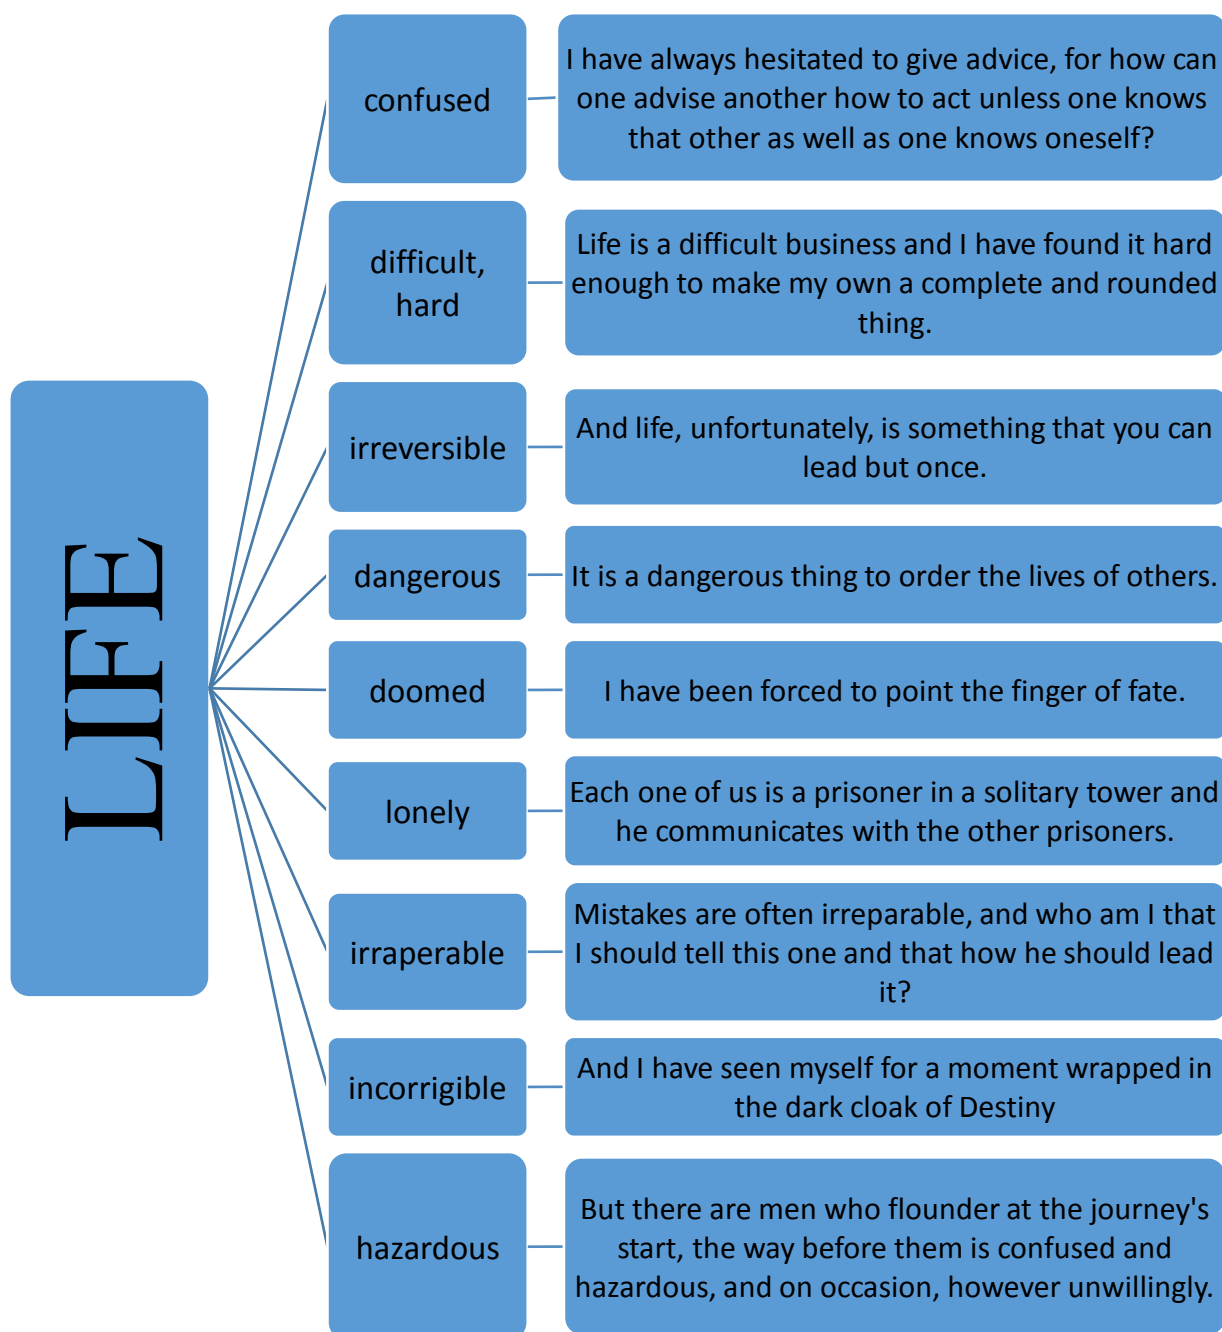 LIFE
confused
I have always hesitated to give advice, for how can
one advise another how to act unless one knows
that other as well as one knows oneself?
difficult,
hard
Life is a difficult business and I have found it hard
enough to make my own a complete and rounded
thing.
irreversible
And life, unfortunately, is something that you can
lead but once.
dangerous
It is a dangerous thing to order the lives of others.
doomed
I have been forced to point the finger of fate.
lonely
Each one of us is a prisoner in a solitary tower and
he communicates with the other prisoners.
irraperable
Mistakes are often irreparable, and who am I that
I should tell this one and that how he should lead
it?
incorrigible
And I have seen myself for a moment wrapped in
the dark cloak of Destiny
hazardous
But there are men who flounder at the journey's
start, the way before them is confused and
hazardous, and on occasion, however unwillingly.